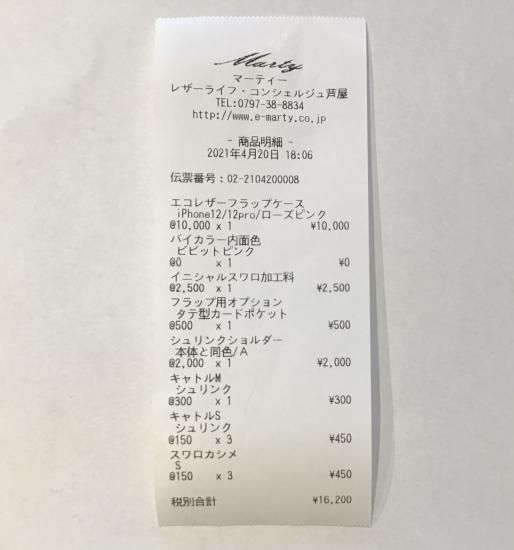 Marty
マーティー
レザーライフ・コンシェルジュ芦屋
TEL:0797-38-8834
http://www.e-marty.co.jp
- 商品明細 -
2021年4月20日 18:06
伝票番号：02-2104200008
エコレザーフラップケース
iPhone12/12pro/ローズピンク
@10,000 x 1 ¥10,000
バイカラー内面色
ビビットピンク
@0 x 1 ¥0
イニシャルスワロ加工料
@2,500 x 1 ¥2,500
フラップ用オプション
タテ型カードポケット
@500 x 1 ¥500
シュリンクショルダー
本体と同色/A
@2,000 x 1 ¥2,000
キャトルM
シュリンク
@300 x 1 ¥300
キャトルS
シュリンク
@150 x 3 ¥450
スワロカシメ
S
@150 x 3 ¥450
税別合計 ¥16,200